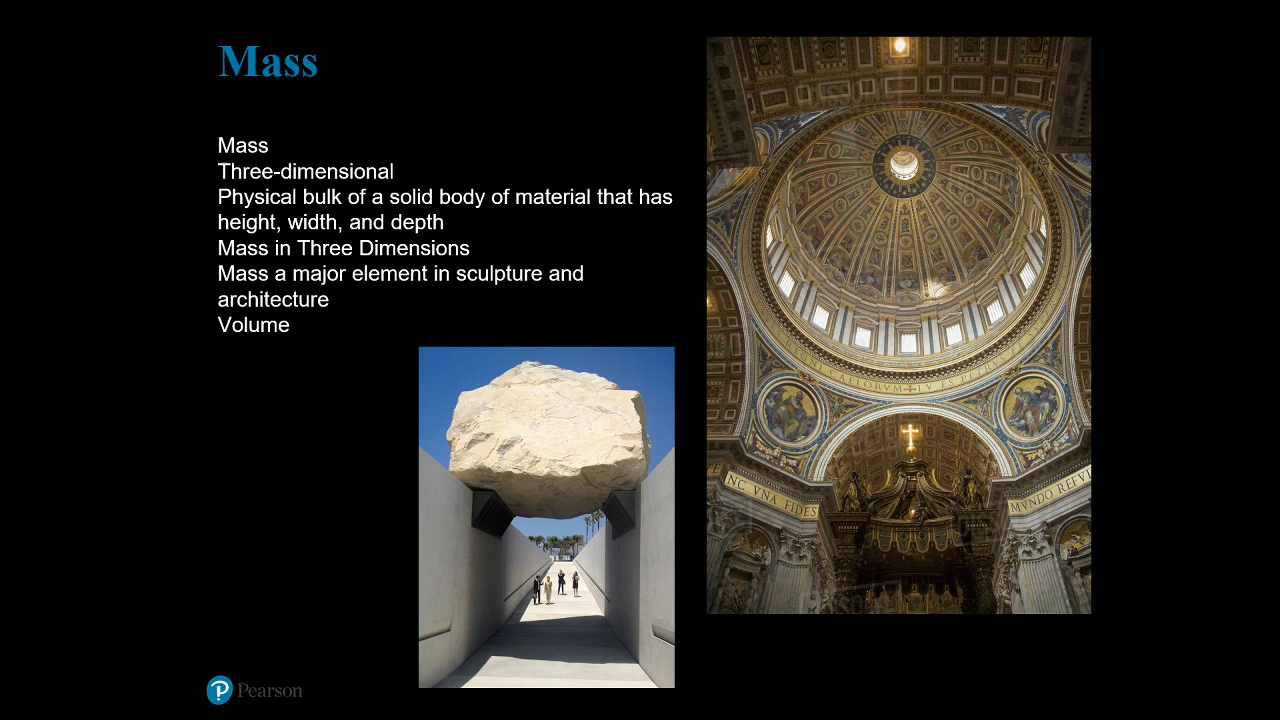 Mass
Mass
Three-dimensional
Physical bulk of a solid body of material that has
height, width, and depth
Mass in Three Dimensions
Mass a major element in sculpture and
architecture
Volume
NC VNA FIDES
MVNDO REFVL
Pearson